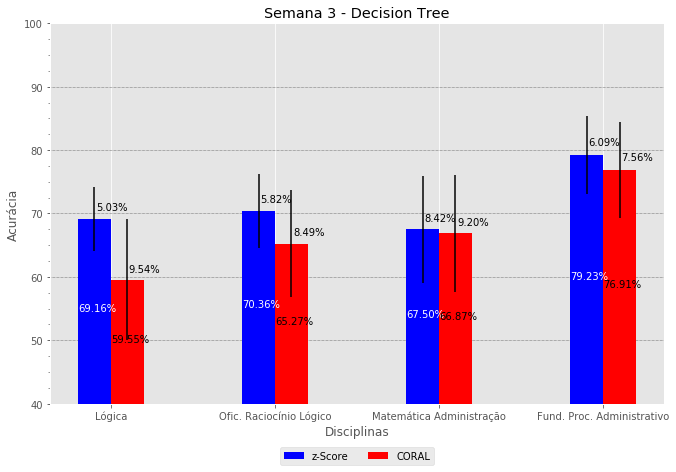 Semana 3 - Decision Tree
Acurácia
100
90
80
70
60
50
40
5.03%
9.54%
69.16%
59.55%
5.82%
8.49%
70.36%
65.27%
8.42%
9.20%
67.50%
66.87%
6.09%
7.56%
79.23%
76.91%
Lógica
Ofic. Raciocínio Lógico
Matemática Administração
Fund. Proc. Administrativo
Disciplinas
z-Score
CORAL